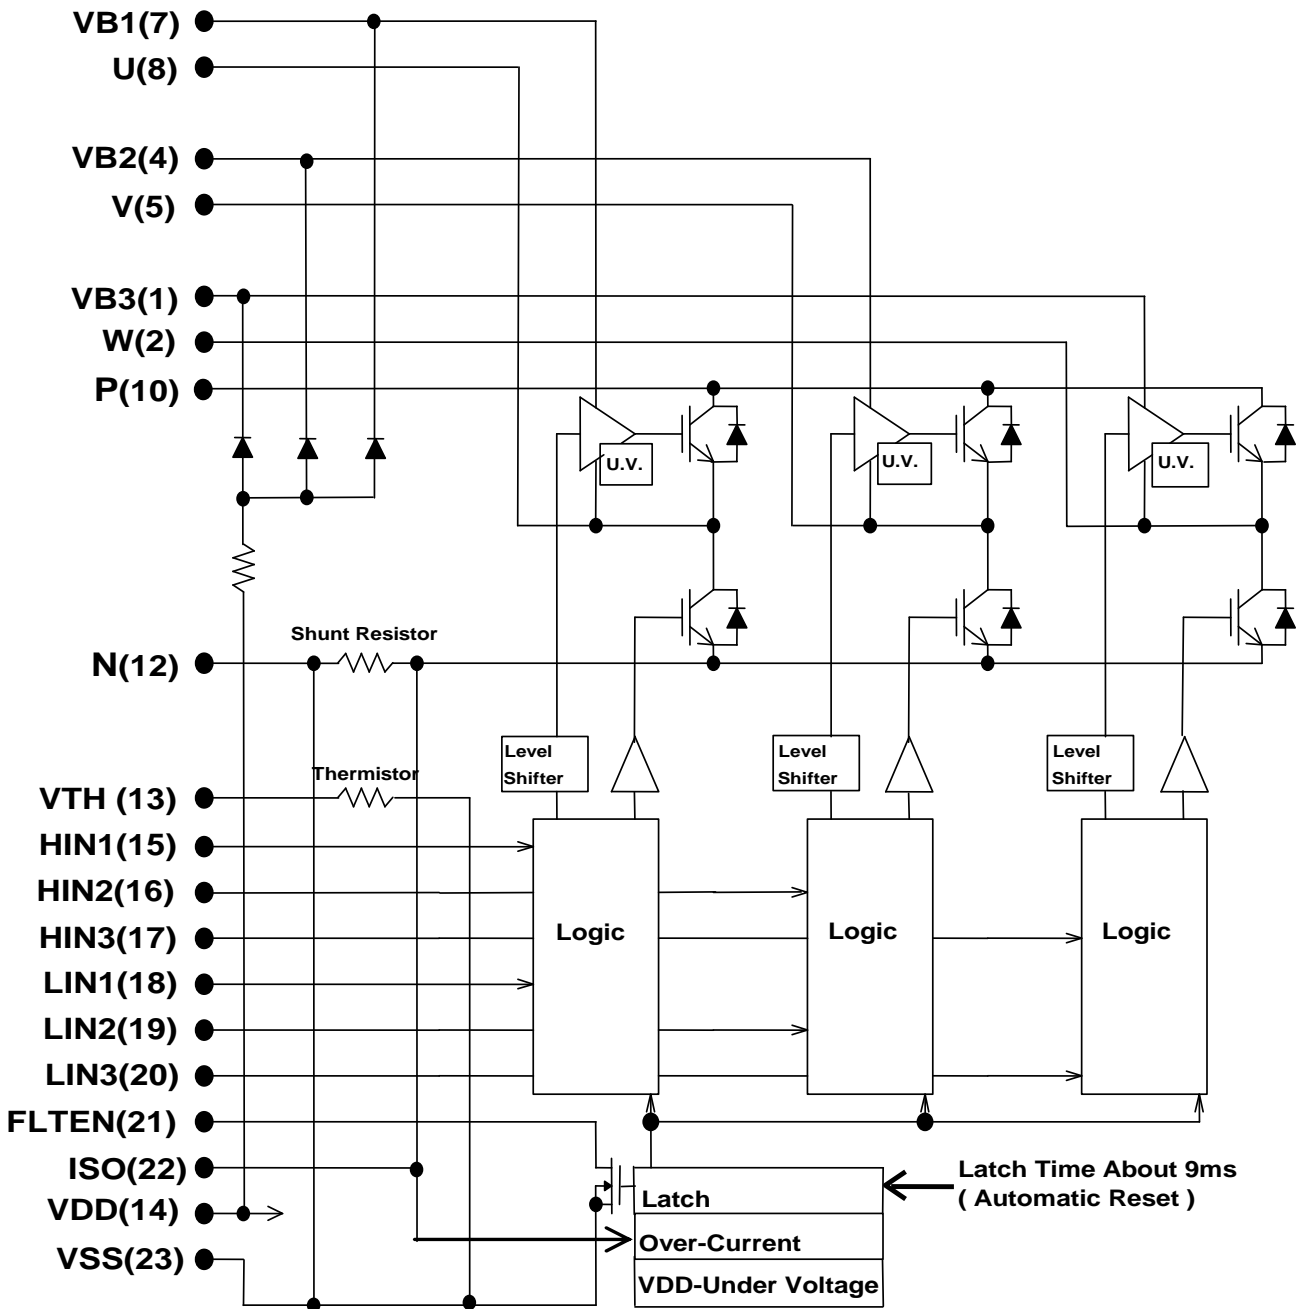 VB1(7)
U(8)
VB2(4)
V(5)
VB3(1)
W(2)
P(10)
U.V.
U.V.
U.V.
Shunt Resistor
N(12)
Level
Shifter
Level
Shifter
Level
Shifter
Thermistor
VTH (13)
HIN1(15)
HIN2(16)
HIN3(17)
LIN1(18)
LIN2(19)
LIN3(20)
Logic
Logic
Logic
FLTEN(21)
ISO(22)
VDD(14)
VSS(23)
Latch
Over-Current
VDD-Under Voltage
Latch Time About 9ms
( Automatic Reset )